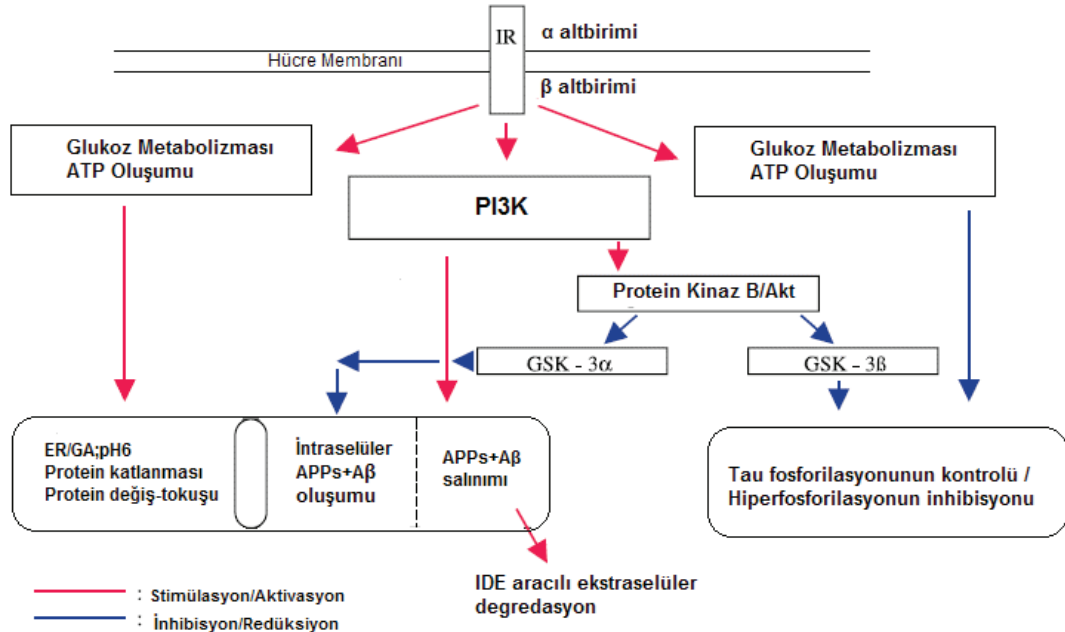 IR
α altbirimi
Hücre Membranı
β altbirimi
Glukoz Metabolizması
ATP Oluşumu
PI3K
Glukoz Metabolizması
ATP Oluşumu
Protein Kinaz B/Akt
GSK - 3α
GSK - 3ß
ER/GA;pH6
Protein katlanması
Protein değiş-tokuşu
İntraselüler
APPs+Aβ
oluşumu
APPs+Aβ
salınımı
Tau fosforilasyonunun kontrolü /
Hiperfosforilasyonun inhibisyonu
IDE aracılı ekstraselüler
degredasyon
: Stimülasyon/Aktivasyon
: İnhibisyon/Redüksiyon